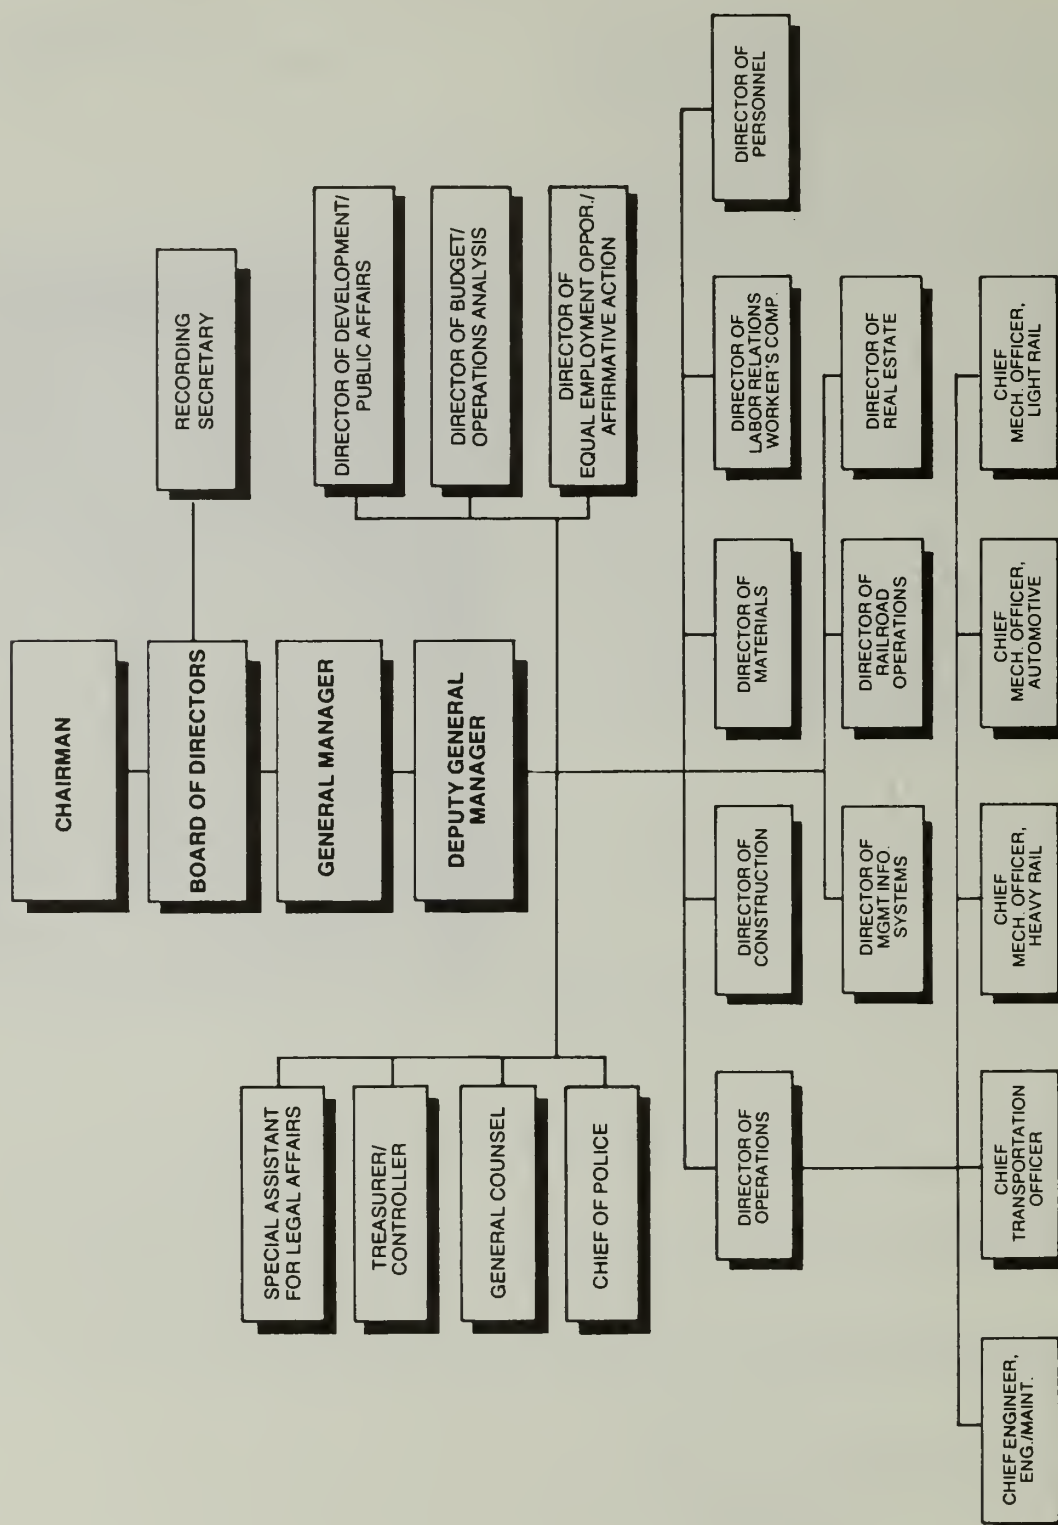 CHAIRMAN
BOARD OF DIRECTORS
RECORDING
SECRETARY
GENERAL MANAGER
DEPUTY GENERAL
MANAGER
SPECIAL ASSISTANT
FOR LEGAL AFFAIRS
TREASURER/
CONTROLLER
GENERAL COUNSEL
CHIEF OF POLICE
DIRECTOR OF DEVELOPMENT/
PUBLIC AFFAIRS
DIRECTOR OF BUDGET/
OPERATIONS ANALYSIS
DIRECTOR OF
EQUAL EMPLOYMENT OPPOR./
AFFIRMATIVE ACTION
DIRECTOR OF
OPERATIONS
DIRECTOR OF
CONSTRUCTION
DIRECTOR OF
MATERIALS
DIRECTOR OF
LABOR RELATIONS
WORKER'S COMP.
DIRECTOR OF
PERSONNEL
DIRECTOR OF
MGMT INFO.
SYSTEMS
DIRECTOR OF
RAILROAD
OPERATIONS
DIRECTOR OF
REAL ESTATE
CHIEF ENGINEER,
ENG./MAINT.
CHIEF
TRANSPORTATION
OFFICER
CHIEF
MECH. OFFICER,
HEAVY RAIL
CHIEF
MECH. OFFICER,
AUTOMOTIVE
CHIEF
MECH. OFFICER,
LIGHT RAIL